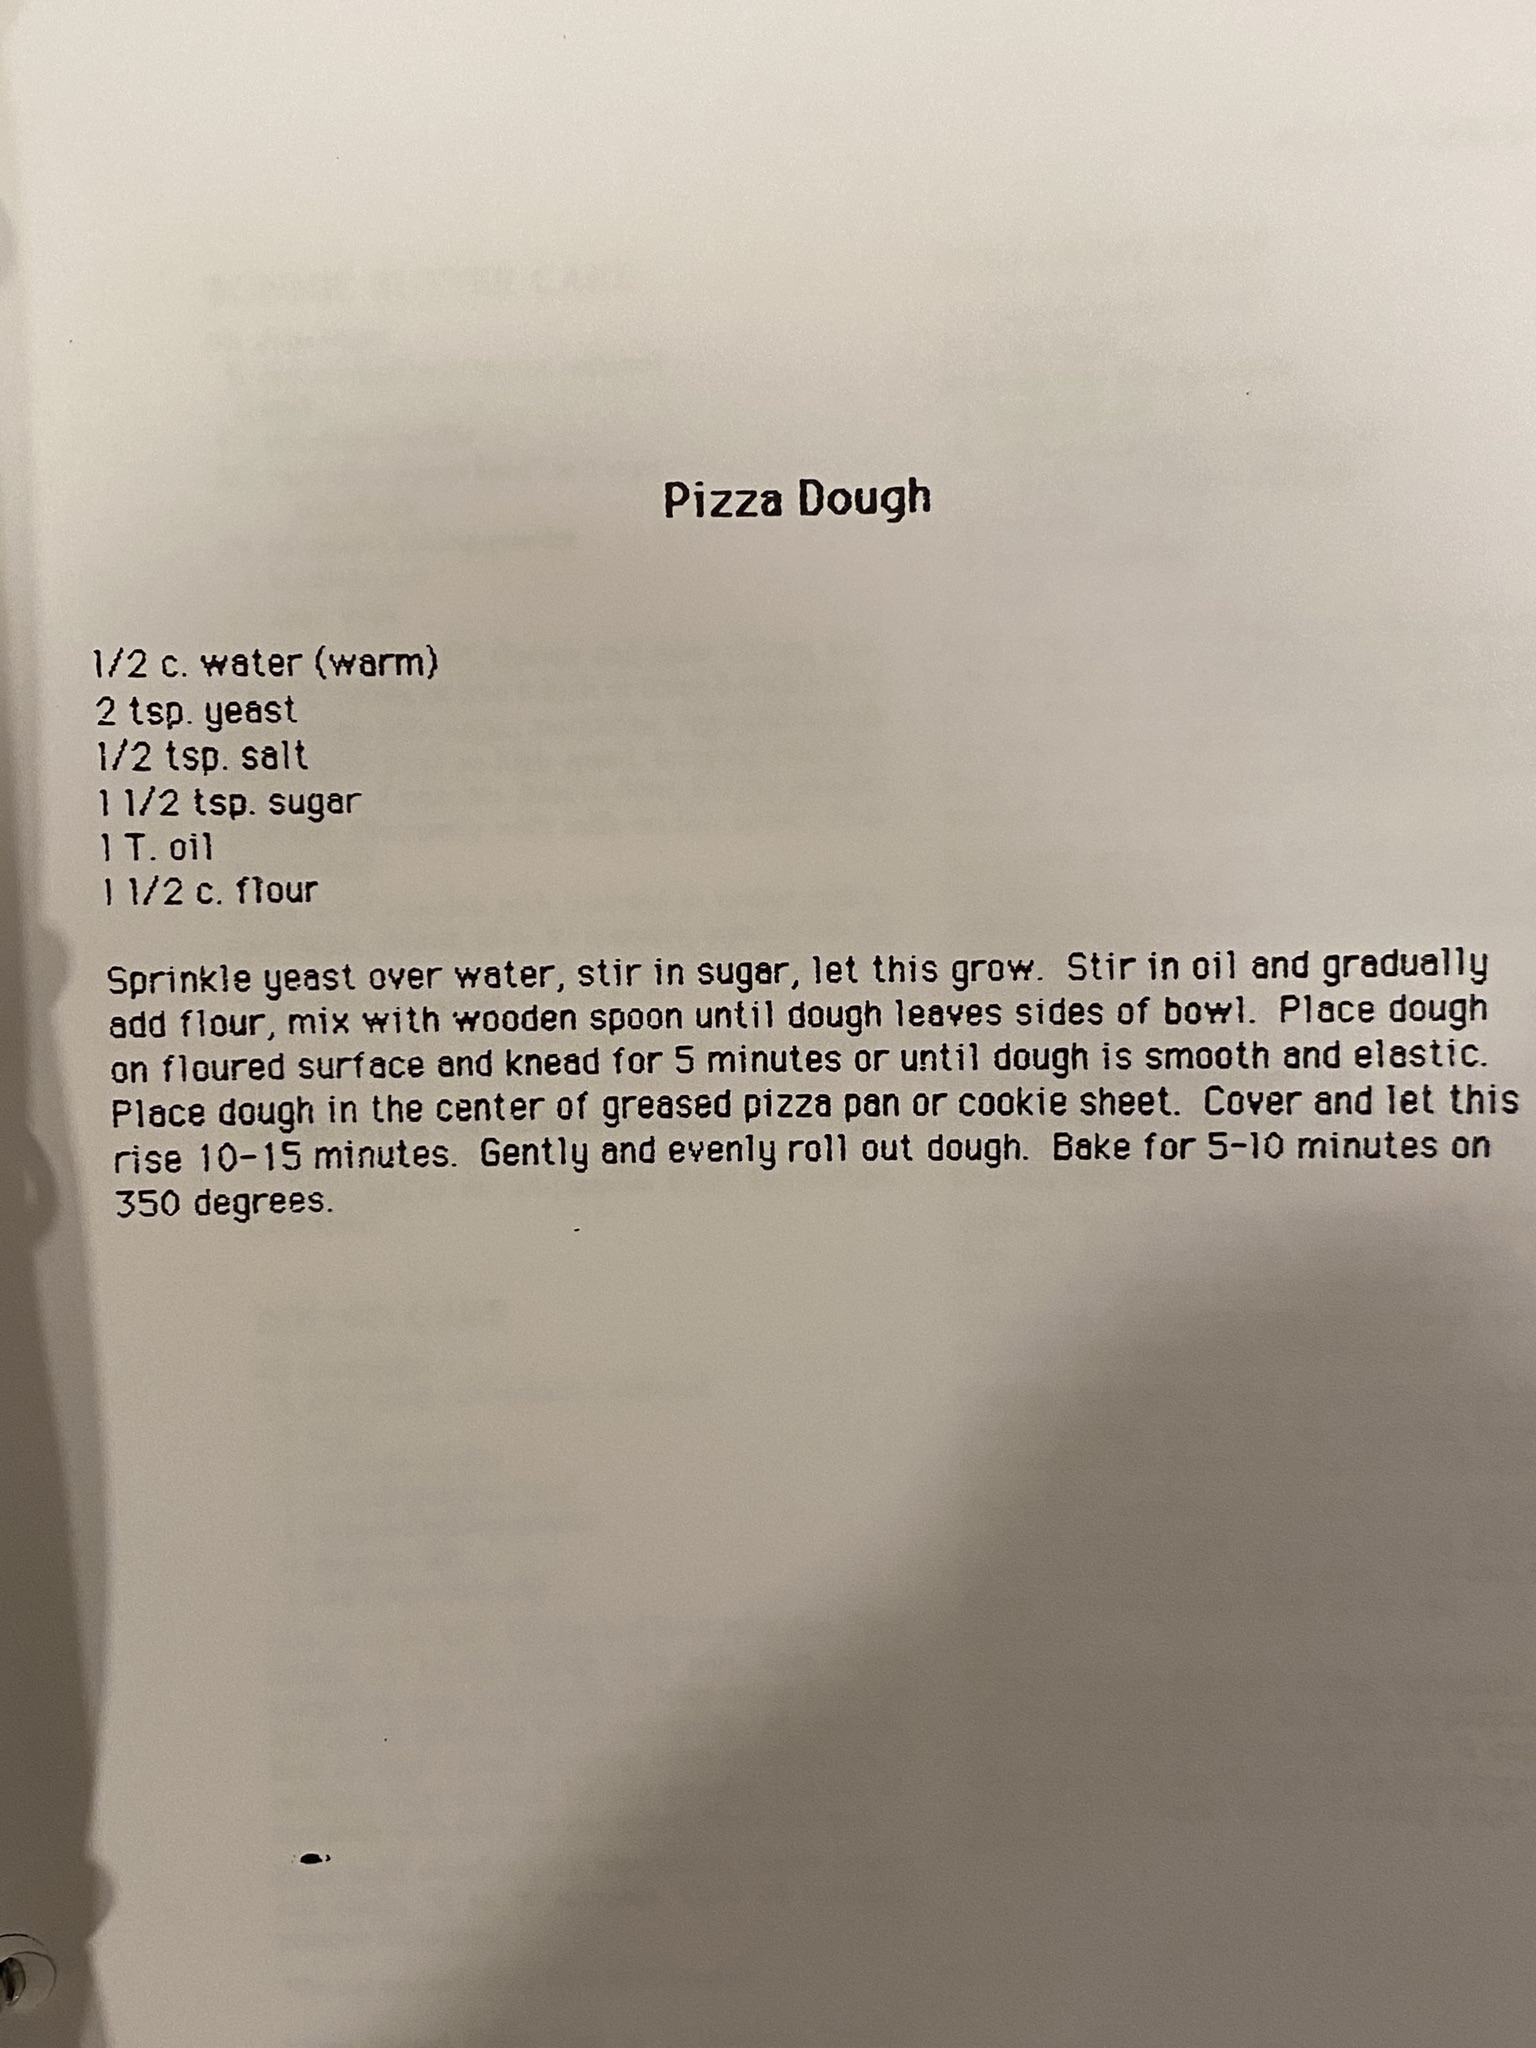 Pizza Dough
1/2 c. water (warm)
2 tsp. yeast
1/2 tsp. salt
1 1/2 tsp. sugar
1 T. oil
1 1/2 c. flour
Sprinkle yeast over water, stir in sugar, let this grow. Stir in oil and gradually
add flour, mix with wooden spoon until dough leaves sides of bowl. Place dough
on floured surface and knead for 5 minutes or until dough is smooth and elastic.
Place dough in the center of greased pizza pan or cookie sheet. Cover and let this
rise 10-15 minutes. Gently and evenly roll out dough. Bake for 5-10 minutes on
350 degrees.